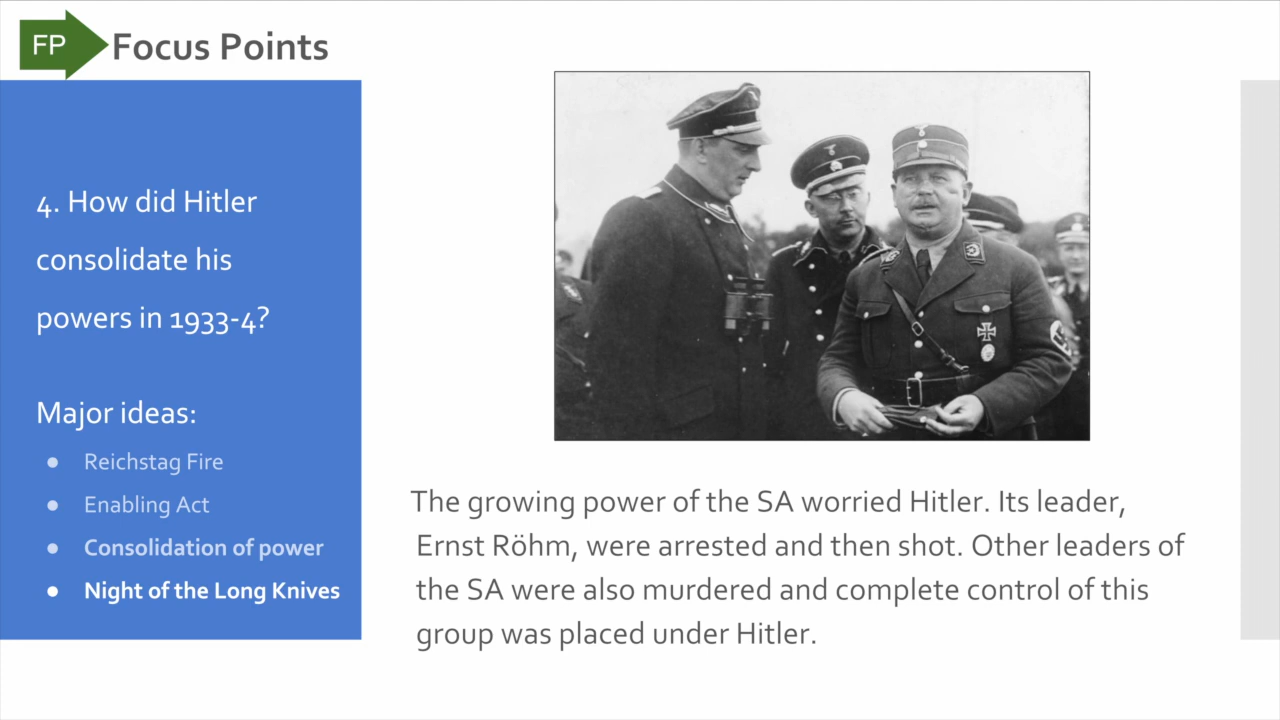 FP
Focus Points
4. How did Hitler
consolidate his
powers in 1933-4?
Major ideas:
● Reichstag Fire
● Enabling Act
● Consolidation of power
● Night of the Long Knives
The growing power of the SA worried Hitler. Its leader,
Ernst Röhm, were arrested and then shot. Other leaders of
the SA were also murdered and complete control of this
group was placed under Hitler.